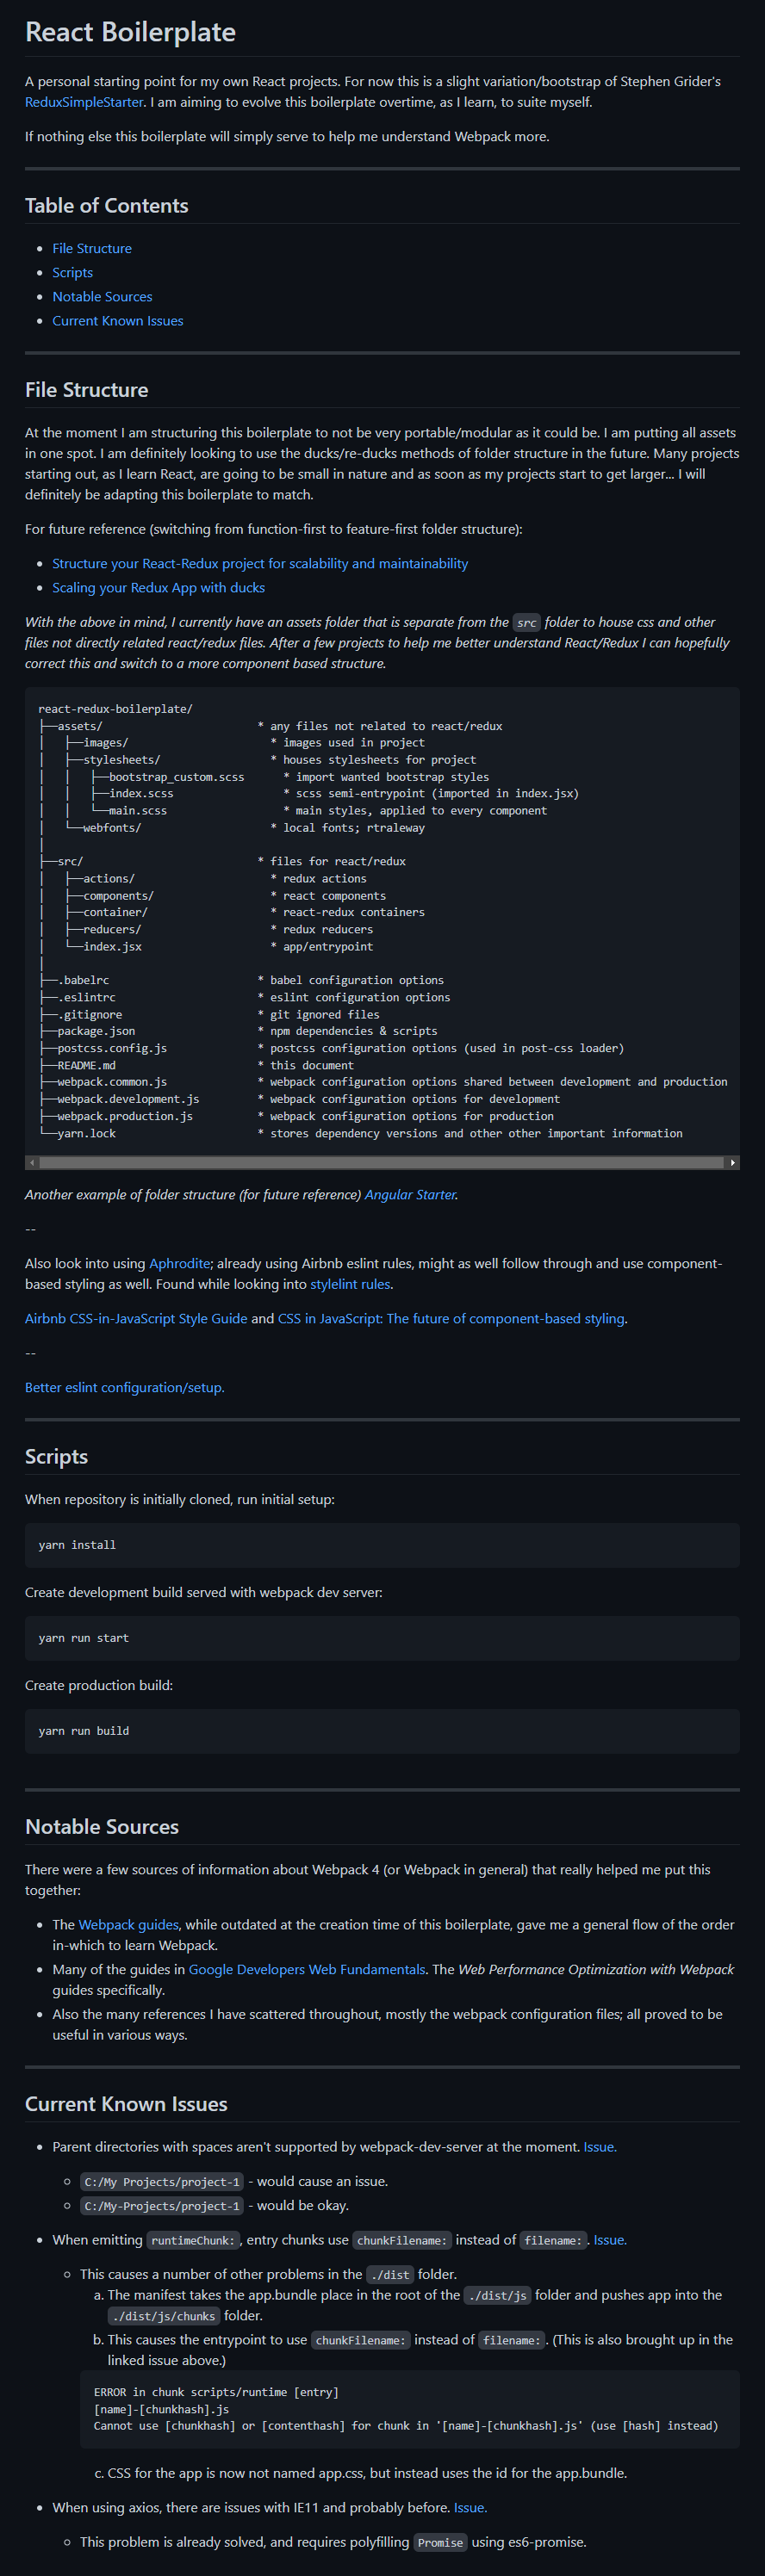 React Boilerplate
A personal starting point for my own React projects. For now this is a slight variation/bootstrap of Stephen Grider's
ReduxSimpleStarter. I am aiming to evolve this boilerplate overtime, as I learn, to suite myself.
If nothing else this boilerplate will simply serve to help me understand Webpack more.
Table of Contents
• File Structure
• Scripts
• Notable Sources
• Current Known Issues
File Structure
At the moment I am structuring this boilerplate to not be very portable/modular as it could be. I am putting all assets
in one spot. I am definitely looking to use the ducks/re-ducks methods of folder structure in the future. Many projects
starting out, as I learn React, are going to be small in nature and as soon as my projects start to get larger... I will
definitely be adapting this boilerplate to match.
For future reference (switching from function-first to feature-first folder structure):
• Structure your React-Redux project for scalability and maintainability
• Scaling your Redux App with ducks
With the above in mind, I currently have an assets folder that is separate from the src folder to house css and other
files not directly related react/redux files. After a few projects to help me better understand React/Redux I can hopefully
correct this and switch to a more component based structure.
react-redux-boilerplate/
├──assets/ * any files not related to react/redux
│ ├──images/ * images used in project
│ ├──stylesheets/ * houses stylesheets for project
│ │ ├──bootstrap_custom.scss * import wanted bootstrap styles
│ │ ├──index.scss * scss semi-entrypoint (imported in index.jsx)
│ │ └──main.scss * main styles, applied to every component
│ └──webfonts/ * local fonts; rtraleway
│
├──src/ * files for react/redux
│ ├──actions/ * redux actions
│ ├──components/ * react components
│ ├──container/ * react-redux containers
│ ├──reducers/ * redux reducers
│ └──index.jsx * app/entrypoint
│
├──.babelrc * babel configuration options
├──.eslintrc * eslint configuration options
├──.gitignore * git ignored files
├──package.json * npm dependencies & scripts
├──postcss.config.js * postcss configuration options (used in post-css loader)
├──README.md * this document
├──webpack.common.js * webpack configuration options shared between development and production
├──webpack.development.js * webpack configuration options for development
├──webpack.production.js * webpack configuration options for production
└──yarn.lock * stores dependency versions and other other important information
Another example of folder structure (for future reference) Angular Starter.
--
Also look into using Aphrodite; already using Airbnb eslint rules, might as well follow through and use component-
based styling as well. Found while looking into stylelint rules.
Airbnb CSS-in-JavaScript Style Guide and CSS in JavaScript: The future of component-based styling.
--
Better eslint configuration/setup.
Scripts
When repository is initially cloned, run initial setup:
yarn install
Create development build served with webpack dev server:
yarn run start
Create production build:
yarn run build
Notable Sources
There were a few sources of information about Webpack 4 (or Webpack in general) that really helped me put this
together:
• The Webpack guides, while outdated at the creation time of this boilerplate, gave me a general flow of the order
in-which to learn Webpack.
• Many of the guides in Google Developers Web Fundamentals. The Web Performance Optimization with Webpack
guides specifically.
• Also the many references I have scattered throughout, mostly the webpack configuration files; all proved to be
useful in various ways.
Current Known Issues
• Parent directories with spaces aren't supported by webpack-dev-server at the moment. Issue.
○ C:/My Projects/project-1 - would cause an issue.
○ C:/My-Projects/project-1 - would be okay.
• When emitting runtimeChunk:, entry chunks use chunkFilename: instead of filename:. Issue.
○ This causes a number of other problems in the ./dist folder.
a. The manifest takes the app.bundle place in the root of the ./dist/js folder and pushes app into the
./dist/js/chunks folder.
b. This causes the entrypoint to use chunkFilename: instead of filename:. (This is also brought up in the
linked issue above.)
ERROR in chunk scripts/runtime [entry]
[name]-[chunkhash].js
Cannot use [chunkhash] or [contenthash] for chunk in '[name]-[chunkhash].js' (use [hash] instead)
c. CSS for the app is now not named app.css, but instead uses the id for the app.bundle.
• When using axios, there are issues with IE11 and probably before. Issue.
○ This problem is already solved, and requires polyfilling Promise using es6-promise.